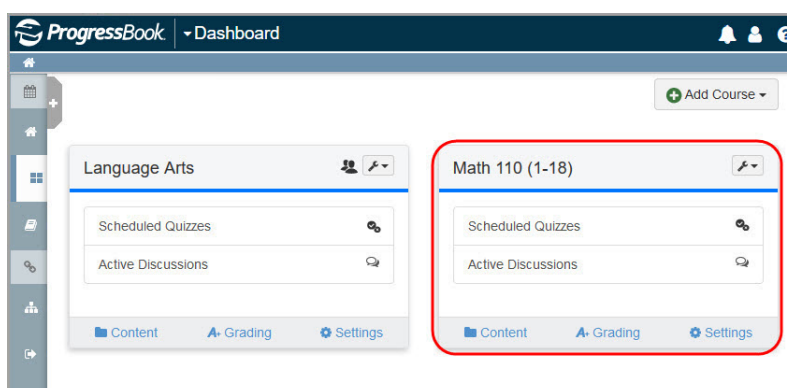 ProgressBook Dashboard
Add Course
Language Arts
Scheduled Quizzes
Active Discussions
Content A+ Grading Settings
Math 110 (1-18)
Scheduled Quizzes
Active Discussions
Content A+ Grading Settings